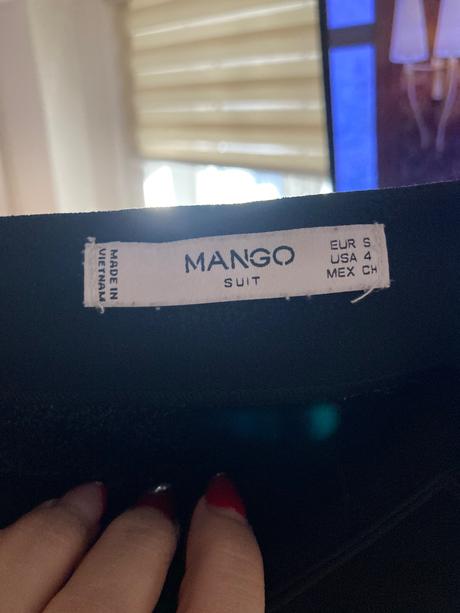 MADE IN
VIETNAM
MANGO
SUIT
EUR S
USA 4
MEX CH